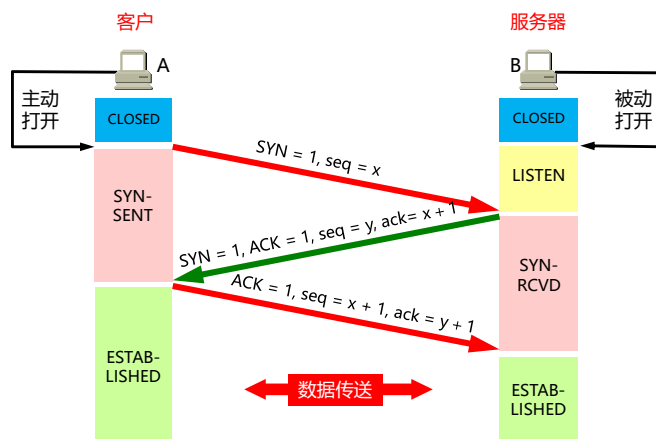 客户
服务器
A
B
主动
打开
被动
打开
CLOSED
CLOSED
SYN = 1, seq = x
LISTEN
SYN-
SENT
SYN = 1, ACK = 1, seq = y, ack= x + 1
SYN-
RCVD
ACK = 1, seq = x + 1, ack = y + 1
ESTAB-
LISHED
数据传送
ESTAB-
LISHED